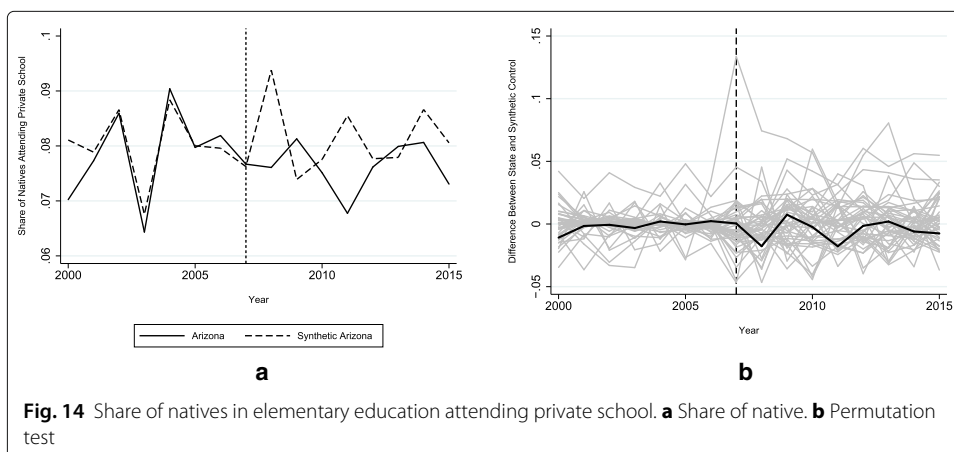 .1
.09
.08
.07
.06
Share of Natives Attending Private School
2000
2005
2010
2015
Year
Arizona
Synthetic Arizona
a
.15
.1
.05
0
-.05
Difference Between State and Synthetic Control
2000
2005
2010
2015
Year
b
Fig. 14 Share of natives in elementary education attending private school. a Share of native. b Permutation
test